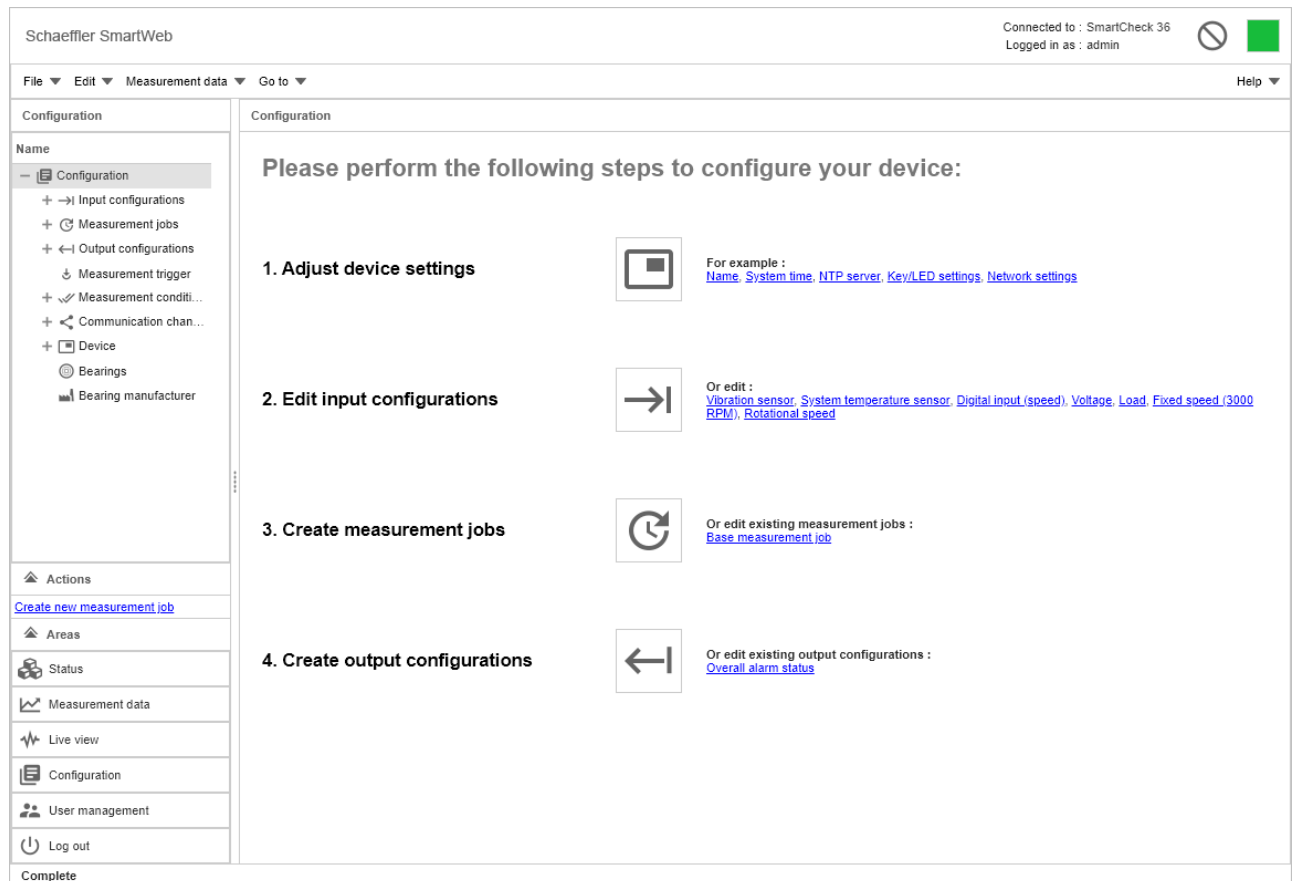 Schaeffler SmartWeb
Connected to : SmartCheck 36
Logged in as : admin
File Edit Measurement data Go to Help
Configuration
Name
Configuration
Input configurations
Measurement jobs
Output configurations
Measurement trigger
Measurement conditi...
Communication chan...
Device
Bearings
Bearing manufacturer
Actions
Create new measurement job
Areas
Status
Measurement data
Live view
Configuration
User management
Log out
Configuration
Please perform the following steps to configure your device:
1. Adjust device settings
For example :
Name, System time, NTP server, Key/LED settings, Network settings
2. Edit input configurations
Or edit :
Vibration sensor, System temperature sensor, Digital input (speed), Voltage, Load, Fixed speed (3000
RPM), Rotational speed
3. Create measurement jobs
Or edit existing measurement jobs :
Base measurement job
4. Create output configurations
Or edit existing output configurations :
Overall alarm status
Complete